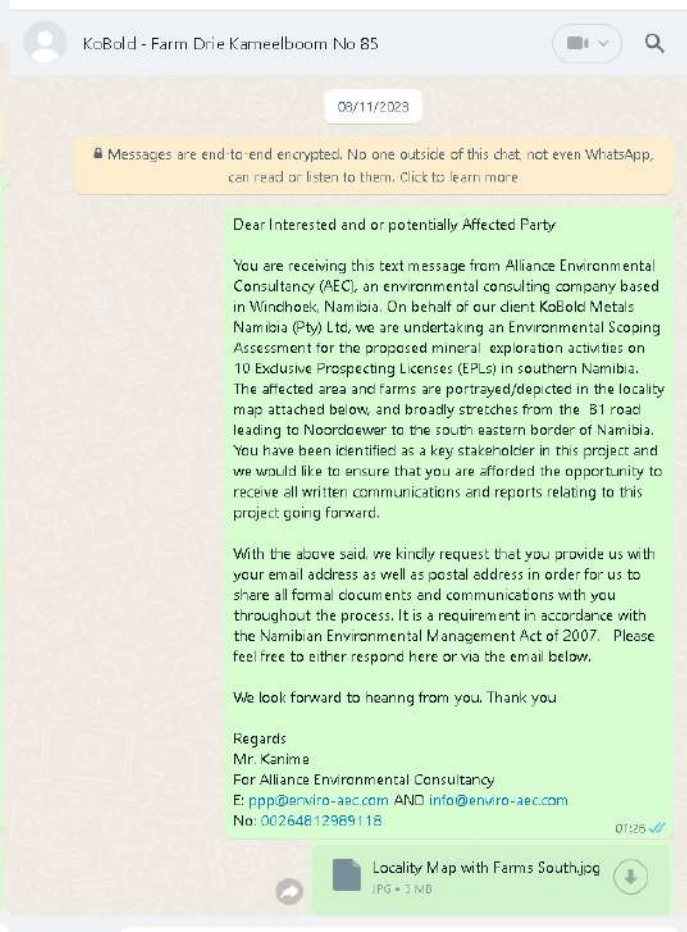 KoBold - Farm Drie Kameelboom No 85
08/11/2023
Messages are end-to-end encrypted. No one outside of this chat, not even WhatsApp,
can read or listen to them. Click to learn more
Dear Interested and or potentially Affected Party
You are receiving this text message from Alliance Environmental
Consultancy (AEC), an environmental consulting company based
in Windhoek, Namibia. On behalf of our client KoBold Metals
Namibia (Pty) Ltd, we are undertaking an Environmental Scoping
Assessment for the proposed mineral exploration activities on
10 Exclusive Prospecting Licenses (EPLs) in southern Namibia.
The affected area and farms are portrayed/depicted in the locality
map attached below, and broadly stretches from the B1 road
leading to Noordoewer to the south eastern border of Namibia.
You have been identified as a key stakeholder in this project and
we would like to ensure that you are afforded the opportunity to
receive all written communications and reports relating to this
project going forward.
With the above said, we kindly request that you provide us with
your email address as well as postal address in order for us to
share all formal documents and communications with you
throughout the process. It is a requirement in accordance with
the Namibian Environmental Management Act of 2007. Please
feel free to either respond here or via the email below.
We look forward to hearing from you. Thank you
Regards
Mr. Kanime
For Alliance Environmental Consultancy
E: ppp@enviro-aec.com AND info@enviro-aec.com
No: 00264812989118
07:26
Locality Map with Farms South.jpg
JPG • 3 MB